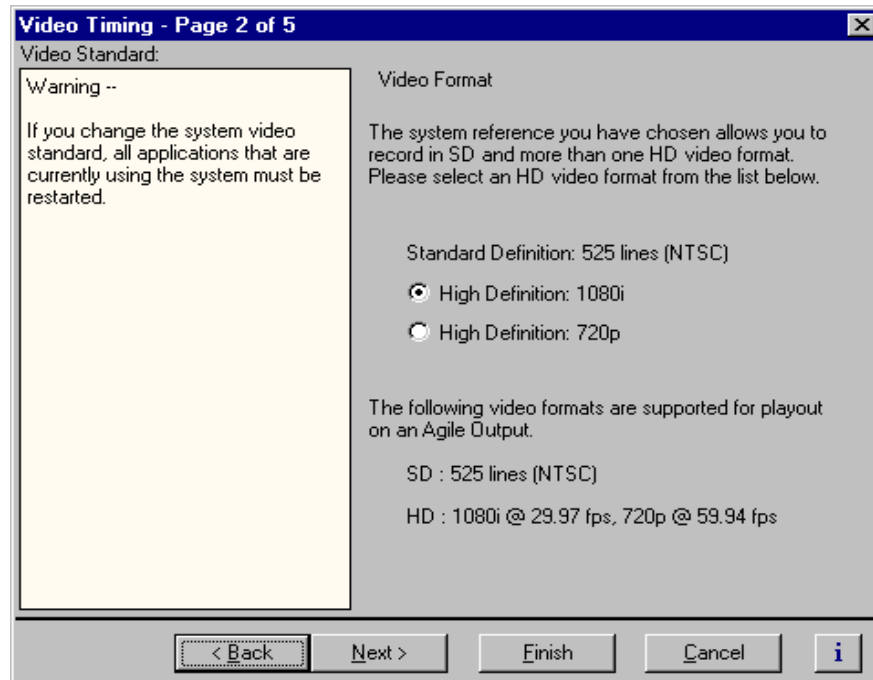 Video Timing - Page 2 of 5
Video Standard:
Warning --
If you change the system video
standard, all applications that are
currently using the system must be
restarted.
Video Format
The system reference you have chosen allows you to
record in SD and more than one HD video format.
Please select an HD video format from the list below.
Standard Definition: 525 lines (NTSC)
High Definition: 1080i
High Definition: 720p
The following video formats are supported for playout
on an Agile Output.
SD : 525 lines (NTSC)
HD : 1080i @ 29.97 fps, 720p @ 59.94 fps
< Back
Next >
Finish
Cancel
i